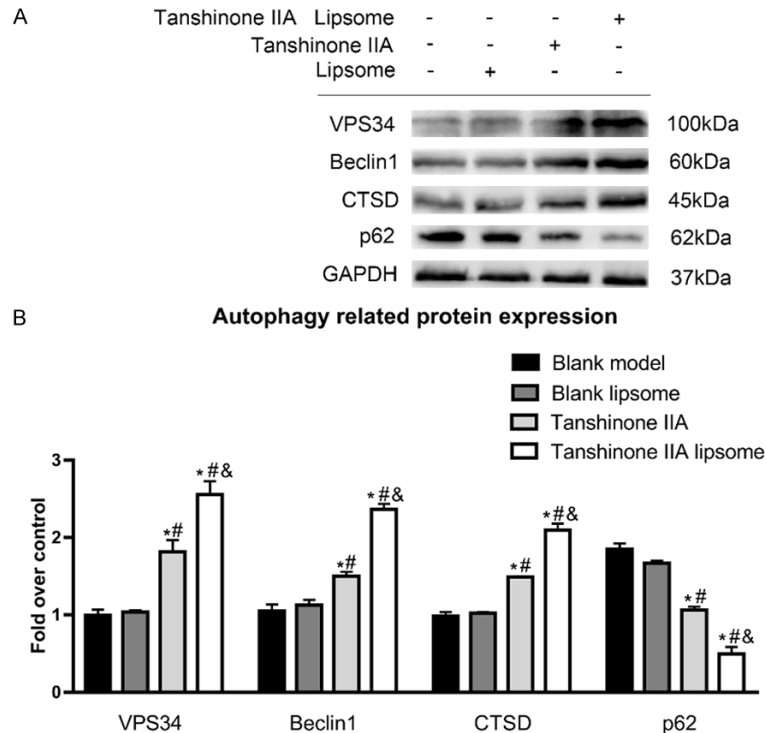 A
Tanshinone IIA Lipsome - - - +
Tanshinone IIA - - + -
Lipsome - + - -
VPS34 100kDa
Beclin1 60kDa
CTSD 45kDa
p62 62kDa
GAPDH 37kDa
B
Autophagy related protein expression
Blank model
Blank lipsome
Tanshinone IIA
Tanshinone IIA lipsome
Fold over control
3
2
1
0
*# *#& *# *#& *# *#& *# *#&
VPS34 Beclin1 CTSD p62